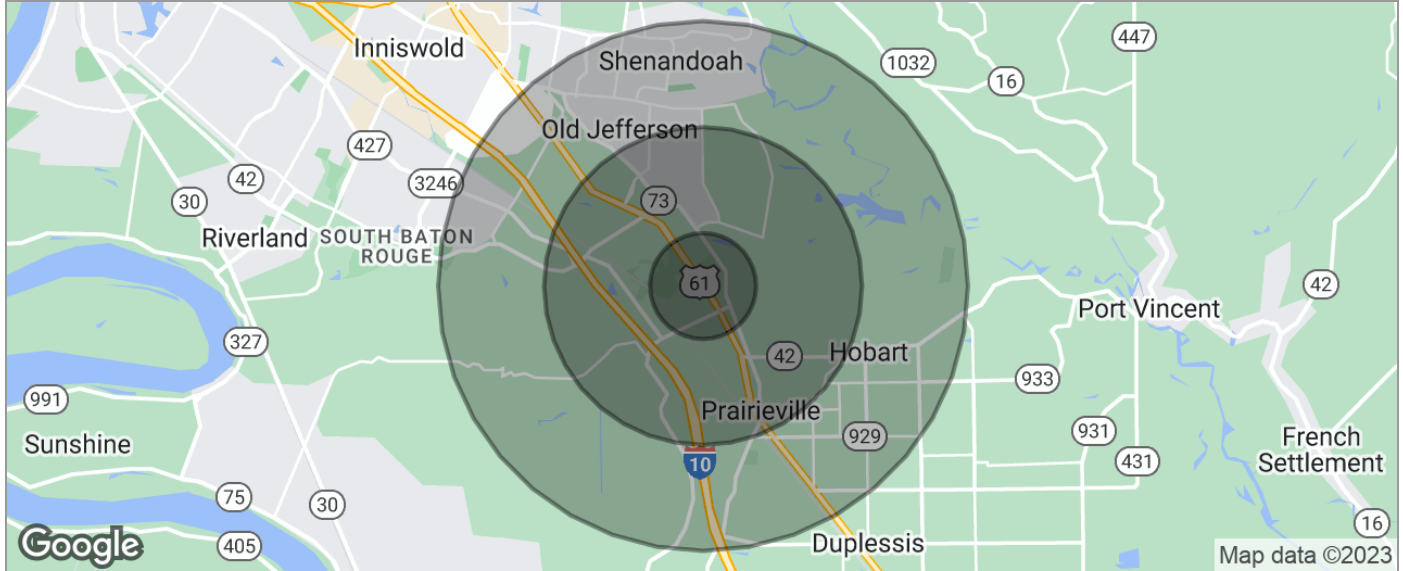 447
Inniswold
Shenandoah
1032
16
Old Jefferson
427
3246
42
30
73
Riverland
SOUTH BATON
ROUGE
61
42
Port Vincent
327
Hobart
42
933
991
Prairieville
Sunshine
929
931
French
Settlement
431
10
75
30
16
Google
405
Duplessis
Map data ©2023